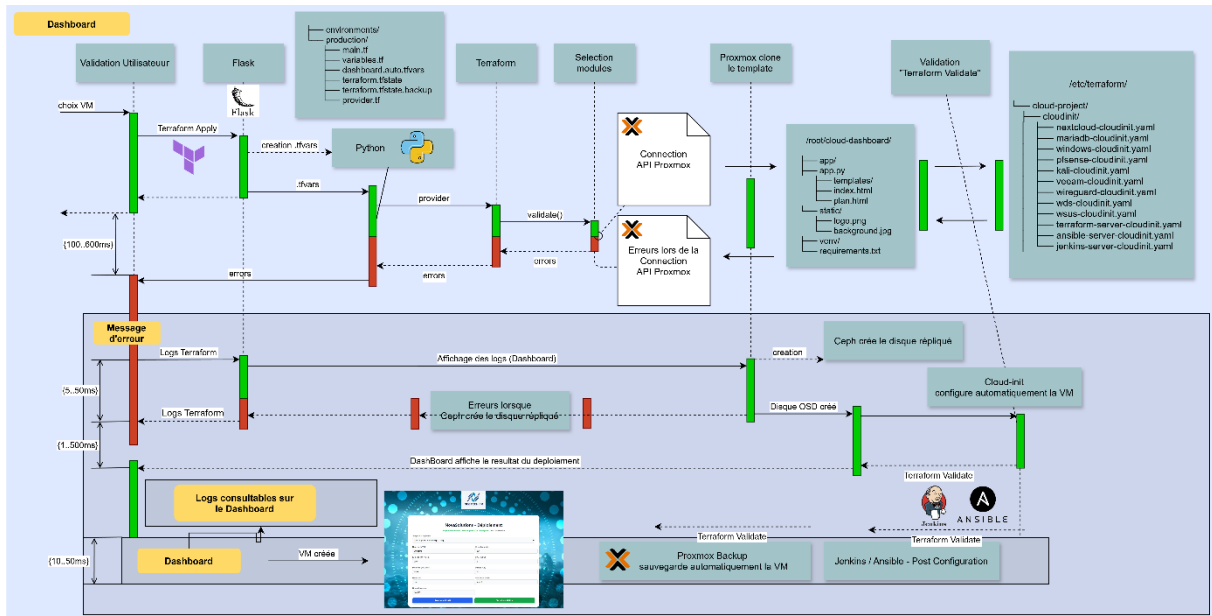 Dashboard
Validation Utilisateuur
Flask
Flask
├── environments/
├── production/
├── main.tf
├── variables.tf
├── dashboard.auto.tfvars
├── terraform.tfstate
├── terraform.tfstate.backup
└── provider.tf
Terraform
Selection
modules
Proxmox clone
le template
Validation
"Terraform Validate"
/etc/terraform/
└── cloud-project/
├── cloudinit/
├── nextcloud-cloudinit.yaml
├── mariadb-cloudinit.yaml
├── windows-cloudinit.yaml
├── pfsense-cloudinit.yaml
├── kali-cloudinit.yaml
├── veeam-cloudinit.yaml
├── wireguard-cloudinit.yaml
├── wds-cloudinit.yaml
├── wsus-cloudinit.yaml
├── terraform-server-cloudinit.yaml
├── ansible-server-cloudinit.yaml
└── jenkins-server-cloudinit.yaml
choix VM
Terraform Apply
creation .tfvars
Python
.tfvars
provider
validate()
errors
errors
errors
{100..600ms}
Connection
API Proxmox
Erreurs lors de la
Connection
API Proxmox
/root/cloud-dashboard/
├── app/
├── app.py
├── templates/
├── index.html
└── plan.html
└── static/
├── logo.png
└── background.jpg
├── venv/
└── requirements.txt
Message
d'errour
Logs Terraform
Affichage des logs (Dashboard)
creation
Ceph crée le disque répliqué
{5..50ms}
Logs Terraform
Erreurs lorsque
Ceph crée le disque répliqué
Disque OSD créé
Cloud-init
configure automatiquement la VM
{1..500ms}
DashBoard affiche le resultat du deploiement
Terraform Validate
Logs consultables sur
le Dashboard
NovaSolutions - Déploiement
Jenkins
ANSIBLE
Terraform Validate
Terraform Validate
{10..50ms}
Dashboard
VM créée
Proxmox Backup
sauvegarde automatiquement la VM
Jenkins / Ansible - Post Configuration